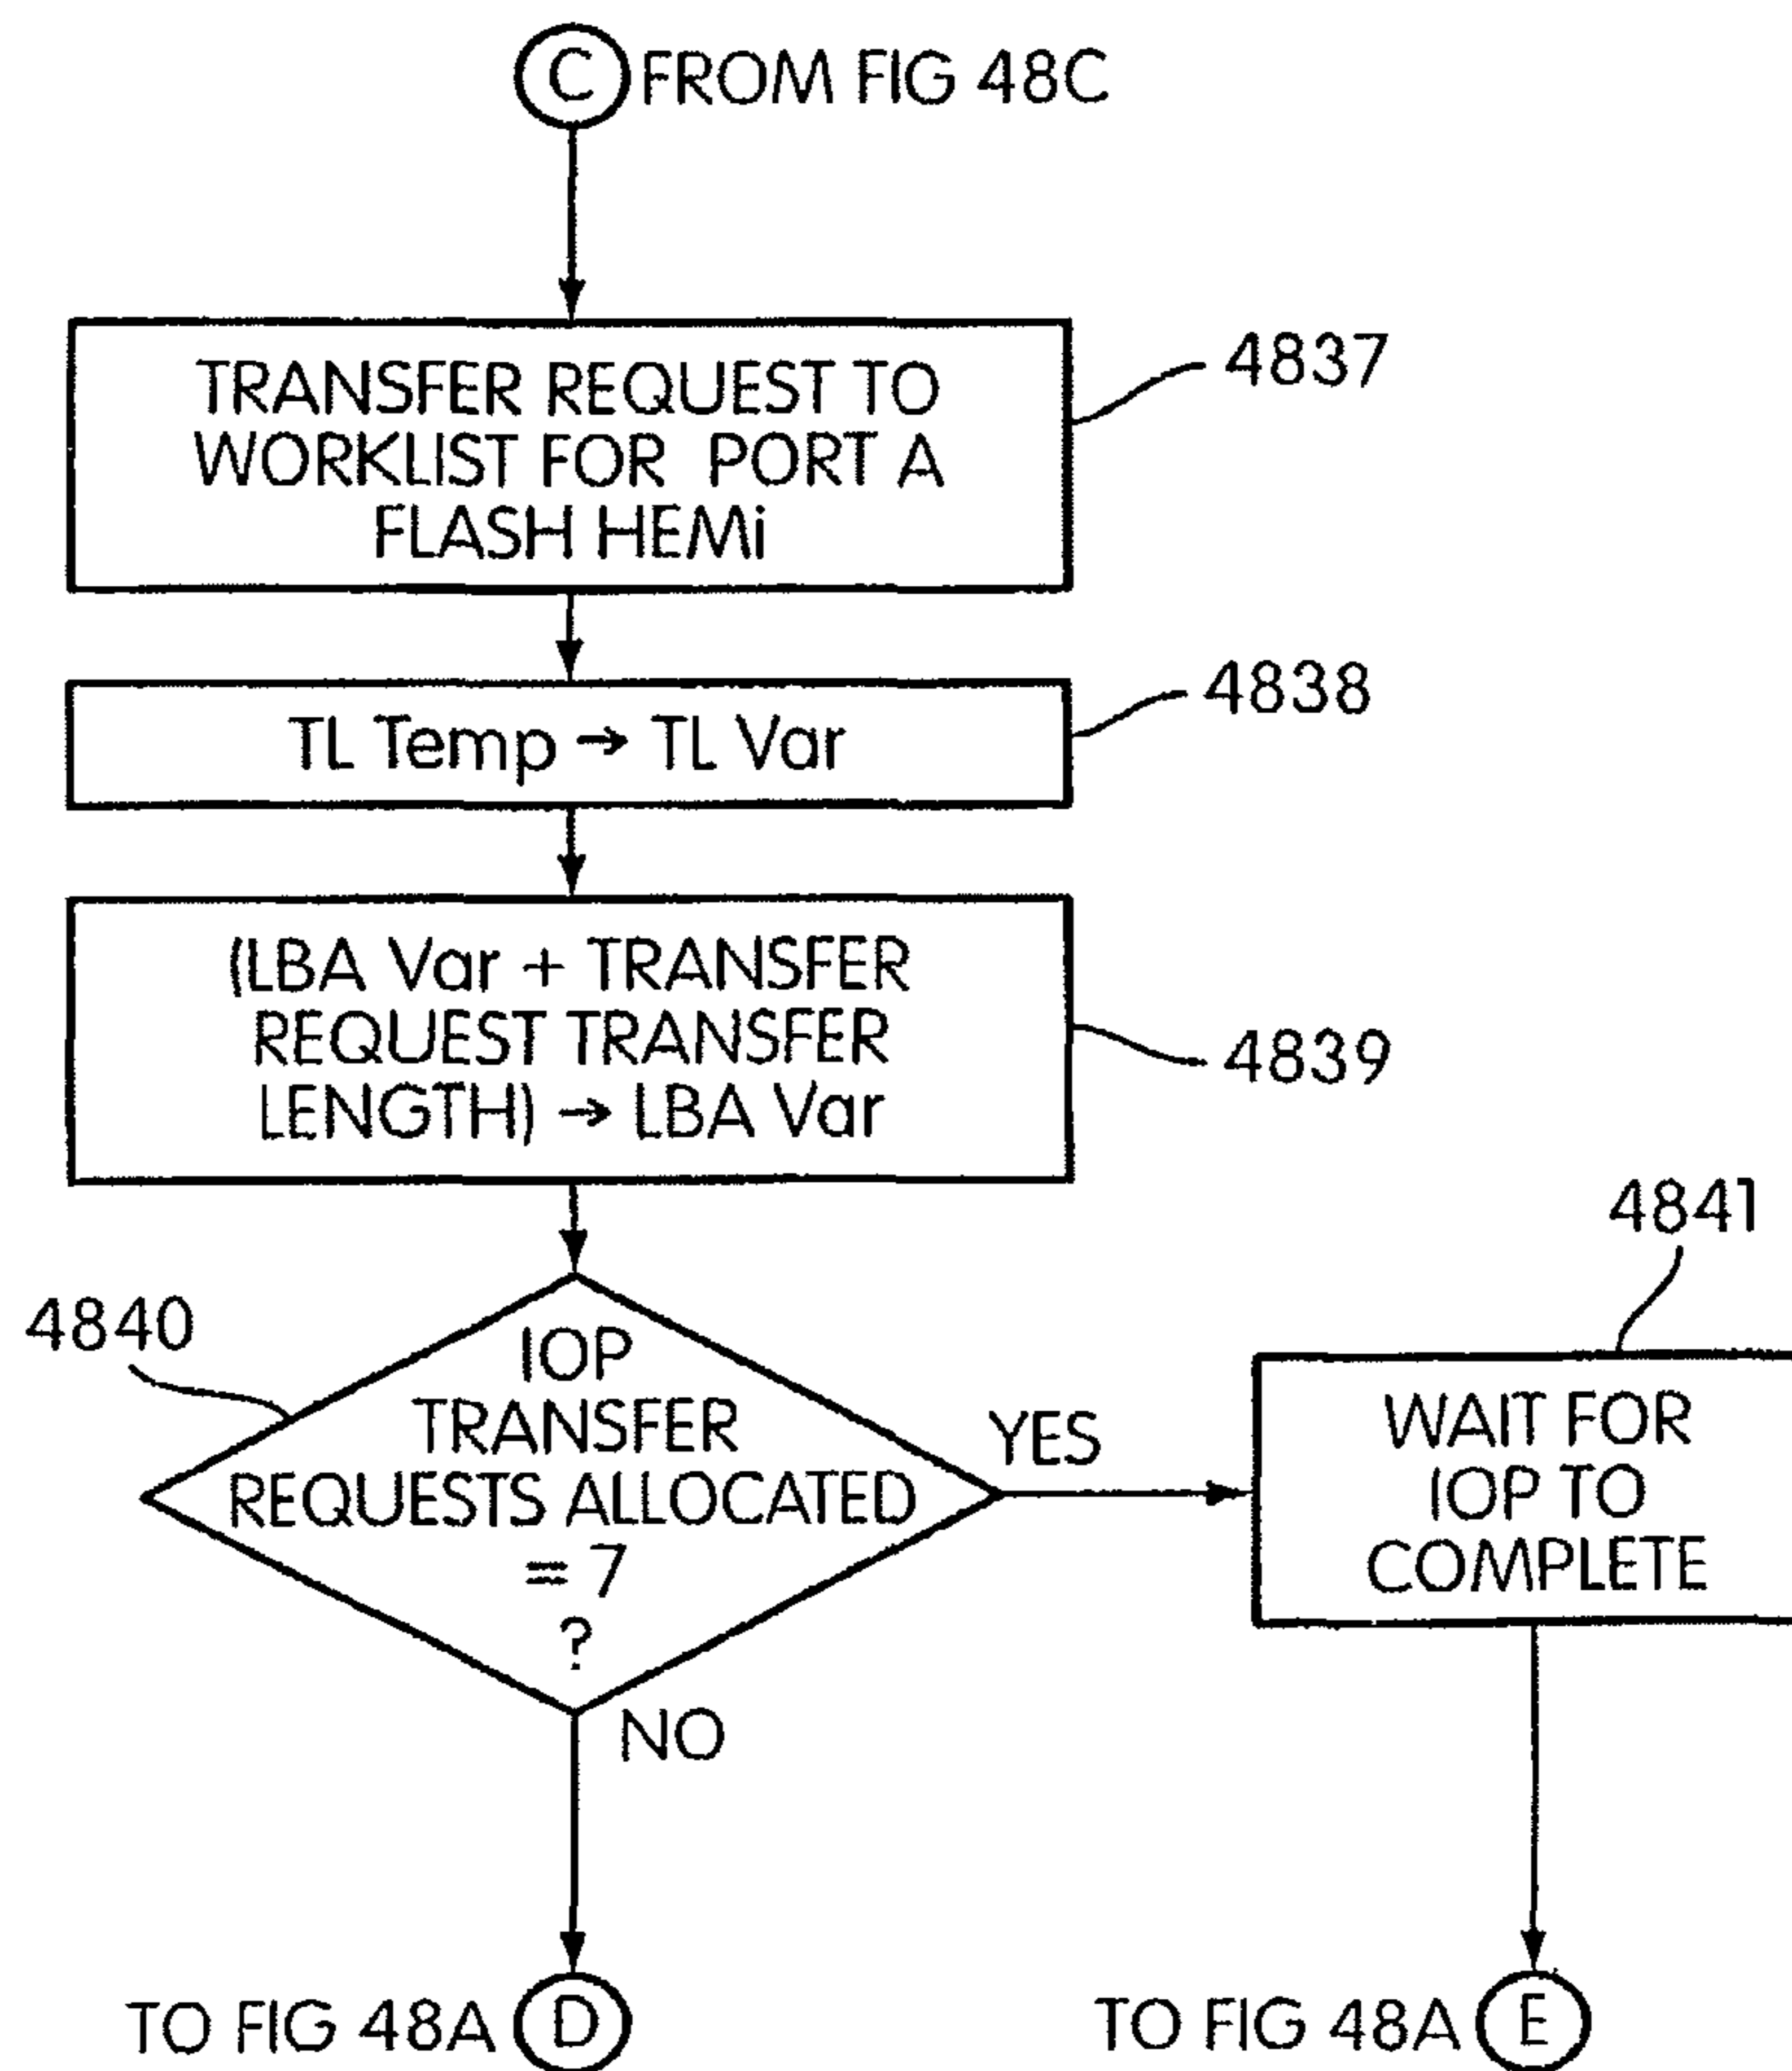 C FROM FIG 48C
TRANSFER REQUEST TO
WORKLIST FOR PORT A
FLASH HEMi
4837
TL Temp → TL Var
4838
(LBA Var + TRANSFER
REQUEST TRANSFER
LENGTH) → LBA Var
4839
4840
IOP
TRANSFER
REQUESTS ALLOCATED
= 7
?
YES
NO
4841
WAIT FOR
IOP TO
COMPLETE
TO FIG 48A D
TO FIG 48A E